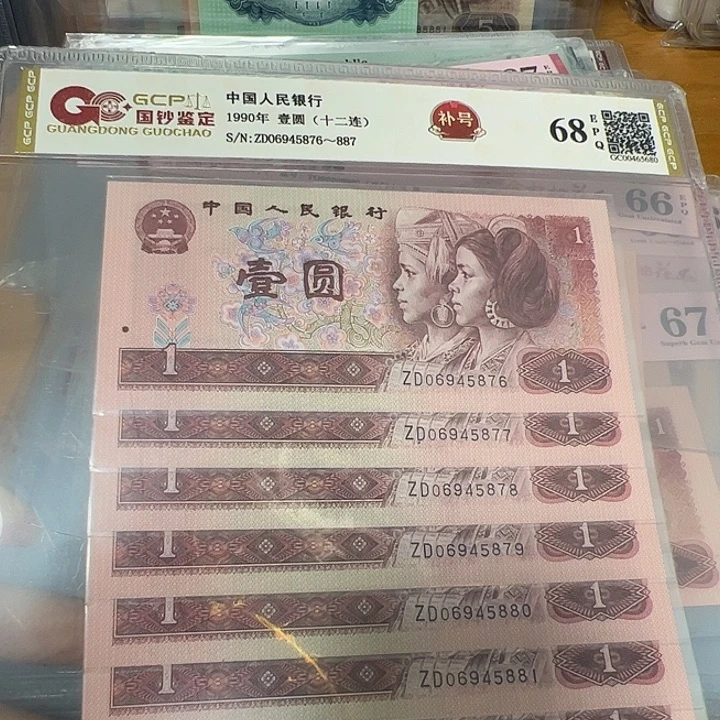 GCP
国钞鉴定
GUANGDONG GUOCHAO
中国人民银行
1990年 壹圆（十二连）
S/N:ZD06945876～887
补号
68
EPQ
GC00465680
中国人民银行
壹圆
1
1
ZD06945876
1
1
ZD06945877
1
1
ZD06945878
1
1
ZD06945879
1
1
ZD06945880
1
1
ZD06945881
1
66
67